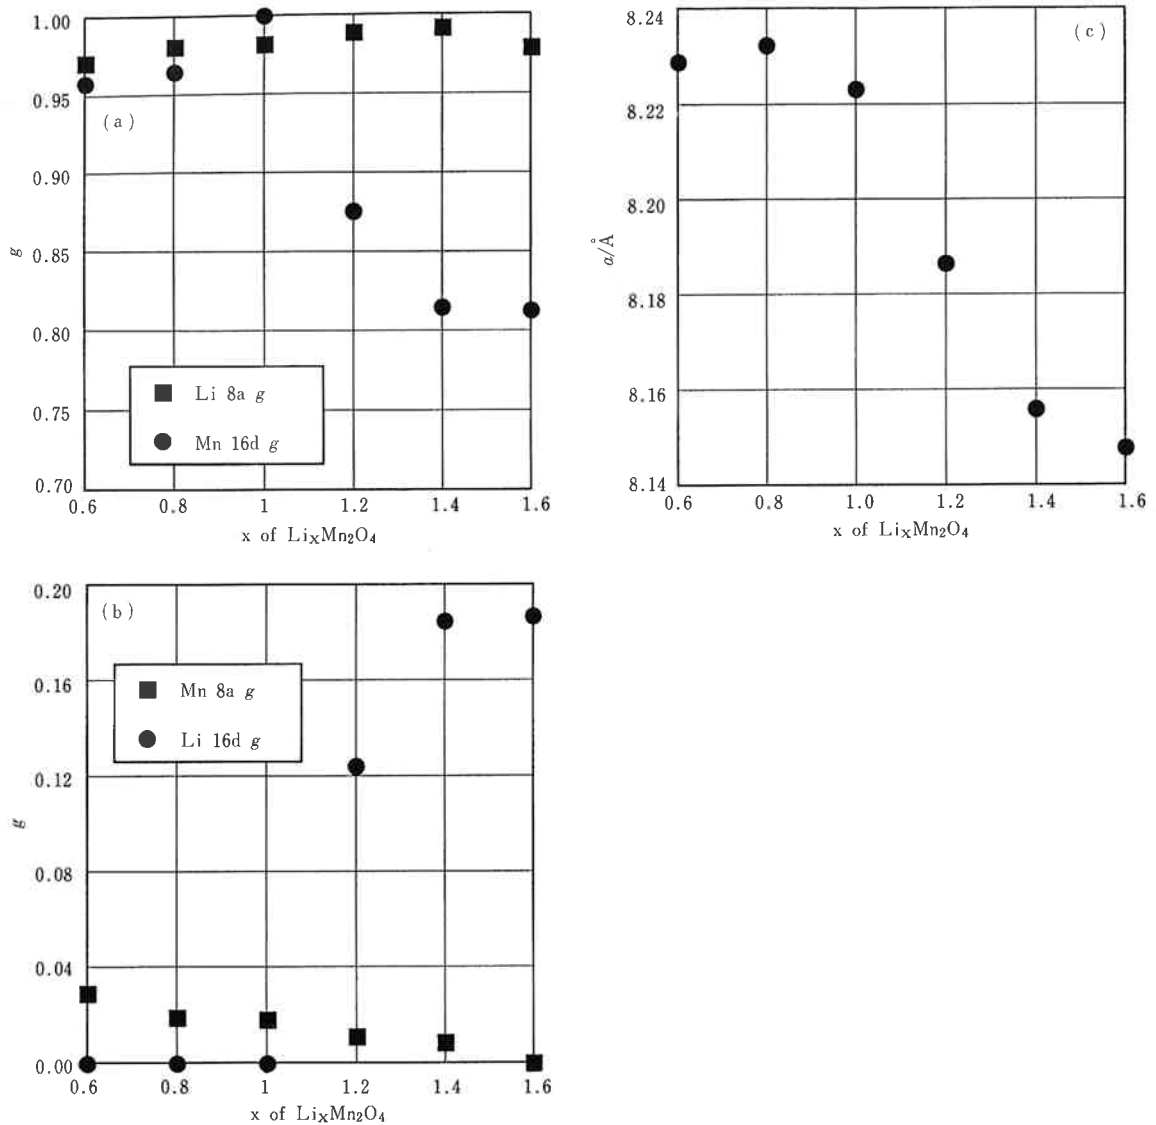 1.00
0.95
0.90
0.85
0.80
0.75
0.70
g
(a)
Li 8a g
Mn 16d g
0.6 0.8 1 1.2 1.4 1.6
x of LiXMn2O4
8.24
8.22
8.20
8.18
8.16
8.14
a/Å
(c)
0.6 0.8 1.0 1.2 1.4 1.6
x of LiXMn2O4
0.20
0.16
0.12
0.08
0.04
0.00
g
(b)
Mn 8a g
Li 16d g
0.6 0.8 1 1.2 1.4 1.6
x of LiXMn2O4